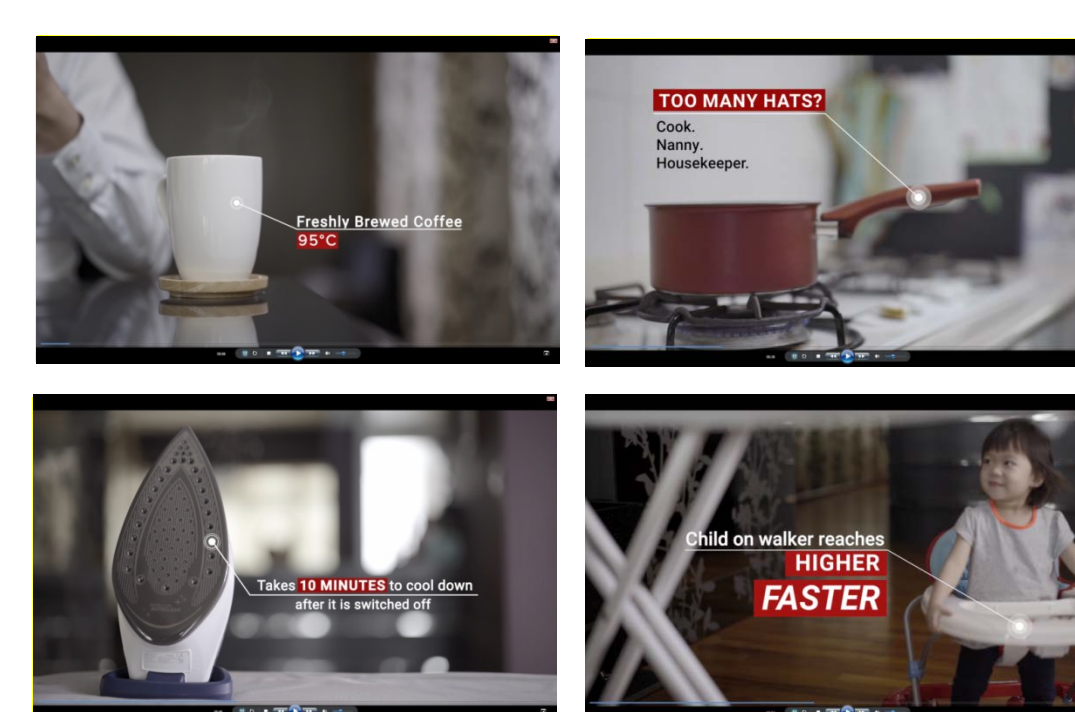 Freshly Brewed Coffee
95°C
TOO MANY HATS?
Cook.
Nanny.
Housekeeper.
Takes 10 MINUTES to cool down
after it is switched off
Child on walker reaches
HIGHER
FASTER